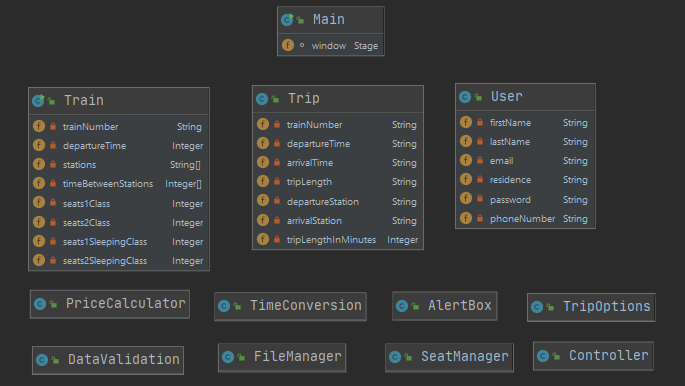 Main
window Stage
Train
trainNumber String
departureTime Integer
stations String[]
timeBetweenStations Integer[]
seats1Class Integer
seats2Class Integer
seats1SleepingClass Integer
seats2SleepingClass Integer
Trip
trainNumber String
departureTime String
arrivalTime String
tripLength String
departureStation String
arrivalStation String
tripLengthInMinutes Integer
User
firstName String
lastName String
email String
residence String
password String
phoneNumber String
PriceCalculator
TimeConversion
AlertBox
TripOptions
DataValidation
FileManager
SeatManager
Controller